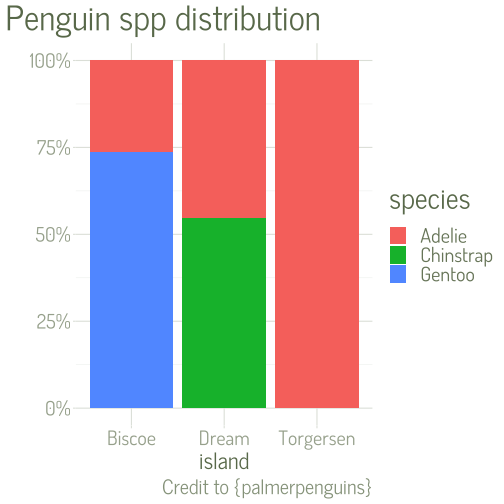 Penguin spp distribution
100%
75%
50%
25%
0%
Biscoe Dream Torgersen
island
Credit to {palmerpenguins}
species
Adelie
Chinstrap
Gentoo